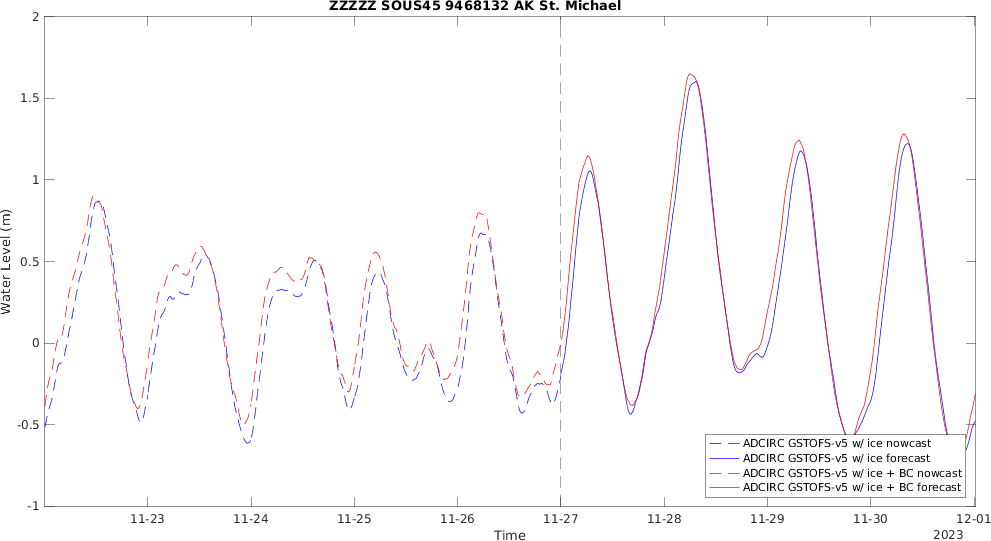 ZZZZZ SOUS45 9468132 AK St. Michael
2
1.5
1
0.5
0
-0.5
-1
Water Level (m)
11-23
11-24
11-25
11-26
11-27
11-28
11-29
11-30
12-01
Time
2023
ADCIRC GSTOFS-v5 w/ ice nowcast
ADCIRC GSTOFS-v5 w/ ice forecast
ADCIRC GSTOFS-v5 w/ ice + BC nowcast
ADCIRC GSTOFS-v5 w/ ice + BC forecast